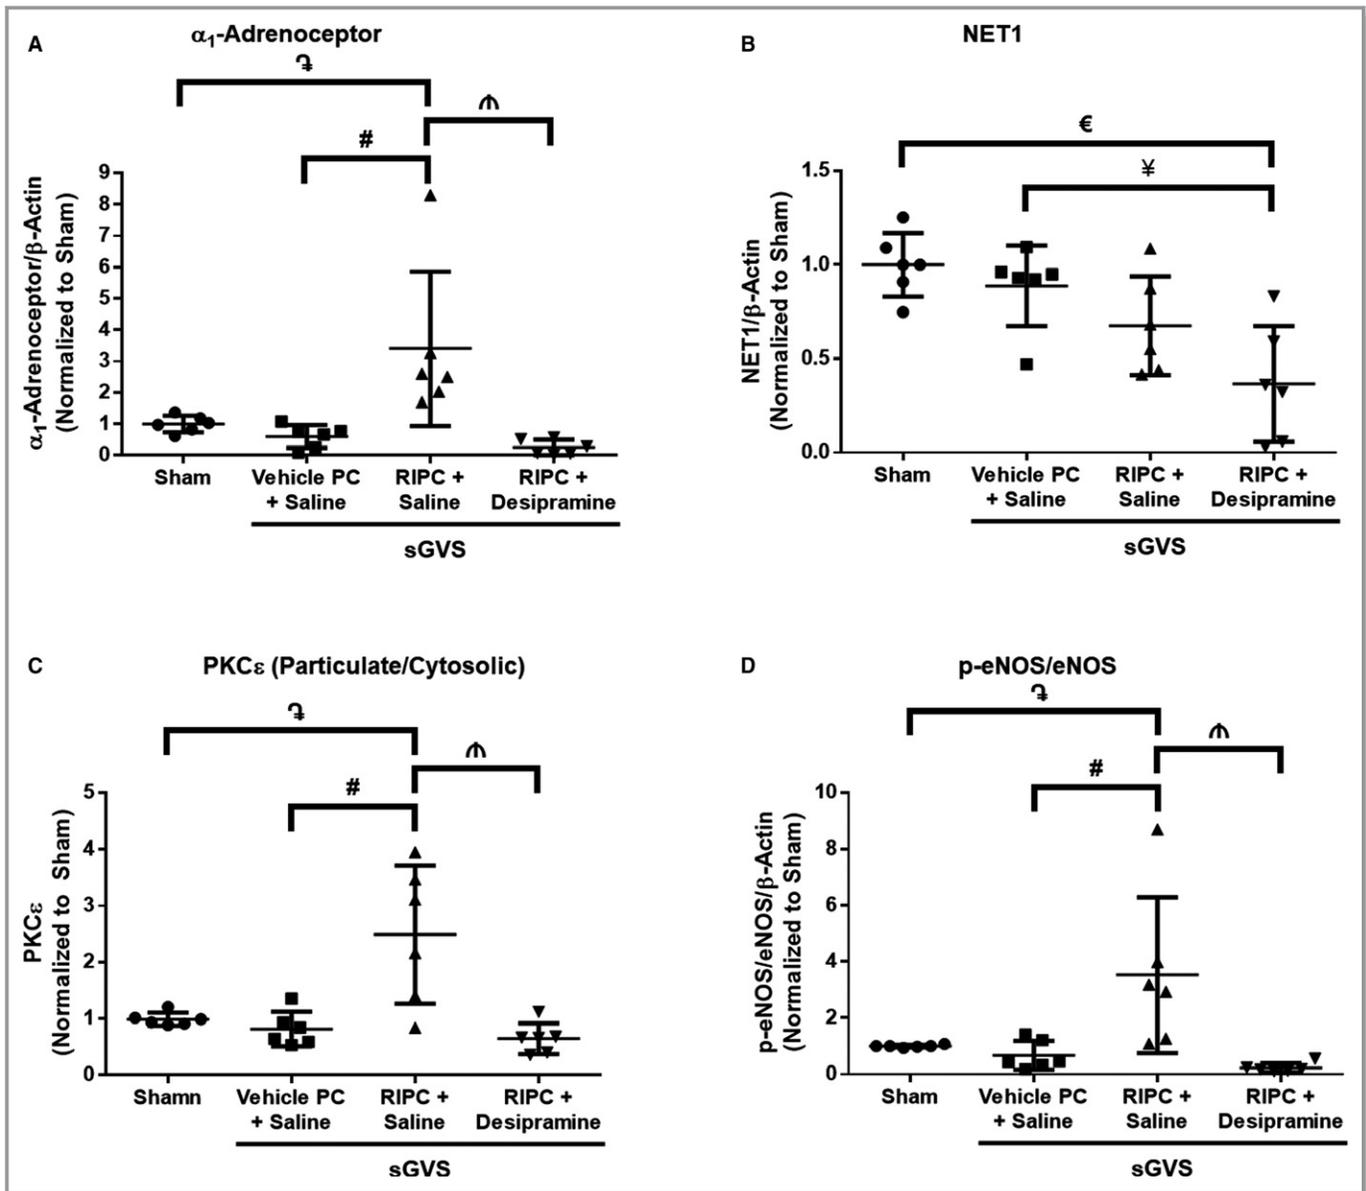 A
α1-Adrenoceptor
#
α1-Adrenoceptor/β-Actin
(Normalized to Sham)
9
8
7
6
5
4
3
2
1
0
Sham
Vehicle PC
+ Saline
RIPC +
Saline
RIPC +
Desipramine
sGVS
B
NET1
€
¥
NET1/β-Actin
(Normalized to Sham)
1.5
1.0
0.5
0.0
Sham
Vehicle PC
+ Saline
RIPC +
Saline
RIPC +
Desipramine
sGVS
C
PKCε (Particulate/Cytosolic)
#
PKCε
(Normalized to Sham)
5
4
3
2
1
0
Shamn
Vehicle PC
+ Saline
RIPC +
Saline
RIPC +
Desipramine
sGVS
D
p-eNOS/eNOS
#
p-eNOS/eNOS/β-Actin
(Normalized to Sham)
10
8
6
4
2
0
Sham
Vehicle PC
+ Saline
RIPC +
Saline
RIPC +
Desipramine
sGVS